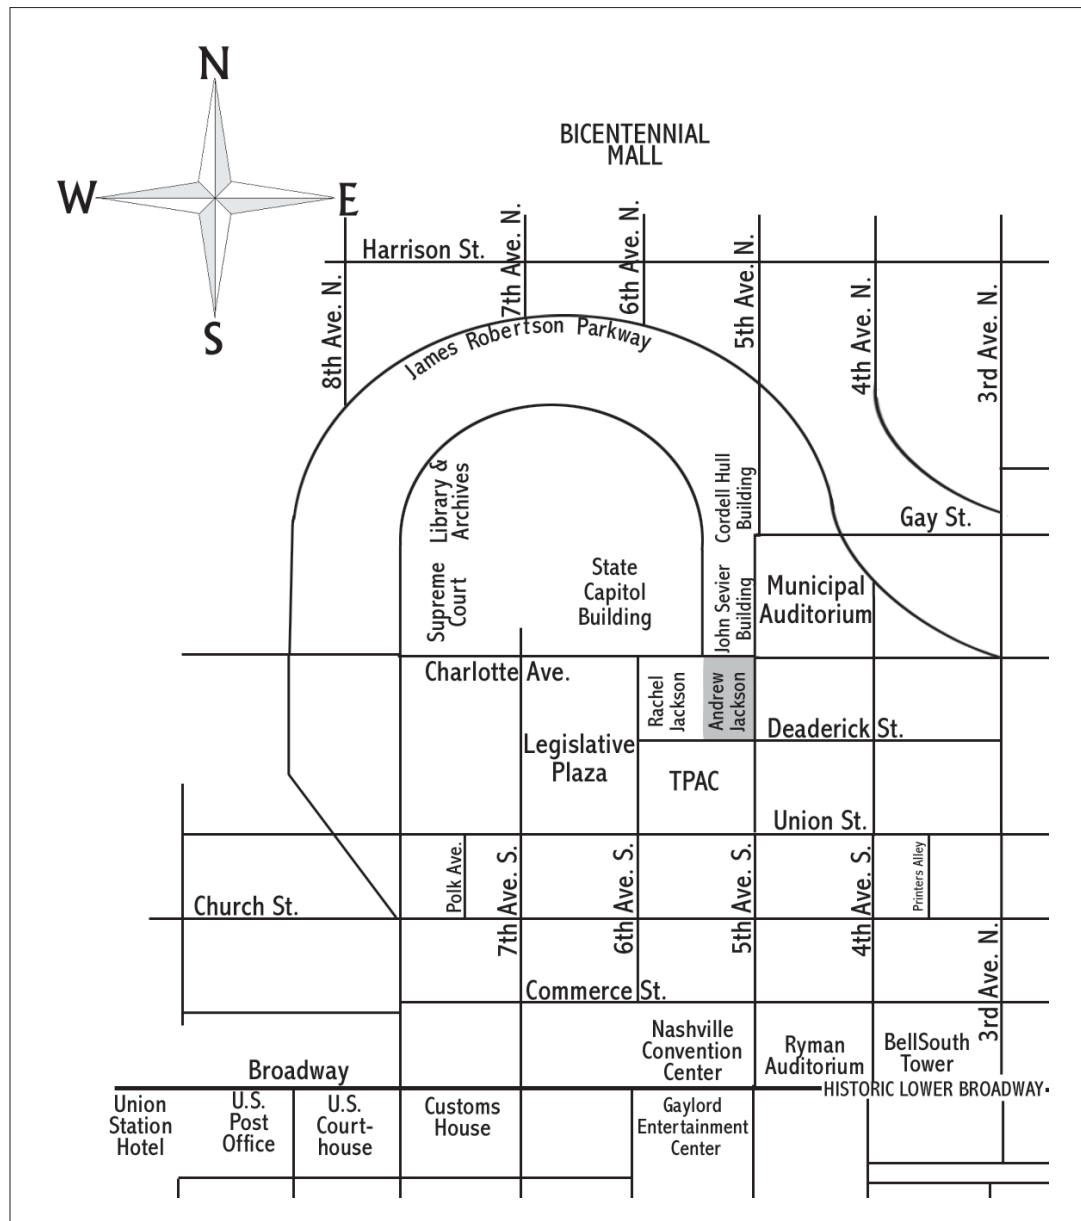 N
W
E
S
BICENTENNIAL
MALL
Harrison St.
8th Ave. N.
7th Ave. N.
6th Ave. N.
5th Ave. N.
4th Ave. N.
3rd Ave. N.
James Robertson Parkway
Library &
Archives
Cordell Hull
Building
Gay St.
Supreme
Court
State
Capitol
Building
John Sevier
Building
Municipal
Auditorium
Charlotte Ave.
Rachel
Jackson
Andrew
Jackson
Deaderick St.
Legislative
Plaza
TPAC
Union St.
Polk Ave.
7th Ave. S.
6th Ave. S.
5th Ave. S.
4th Ave. S.
Printers Alley
Church St.
3rd Ave. N.
Commerce St.
Nashville
Convention
Center
Ryman
Auditorium
BellSouth
Tower
Broadway
HISTORIC LOWER BROADWAY
Union
Station
Hotel
U.S.
Post
Office
U.S.
Court-
house
Customs
House
Gaylord
Entertainment
Center